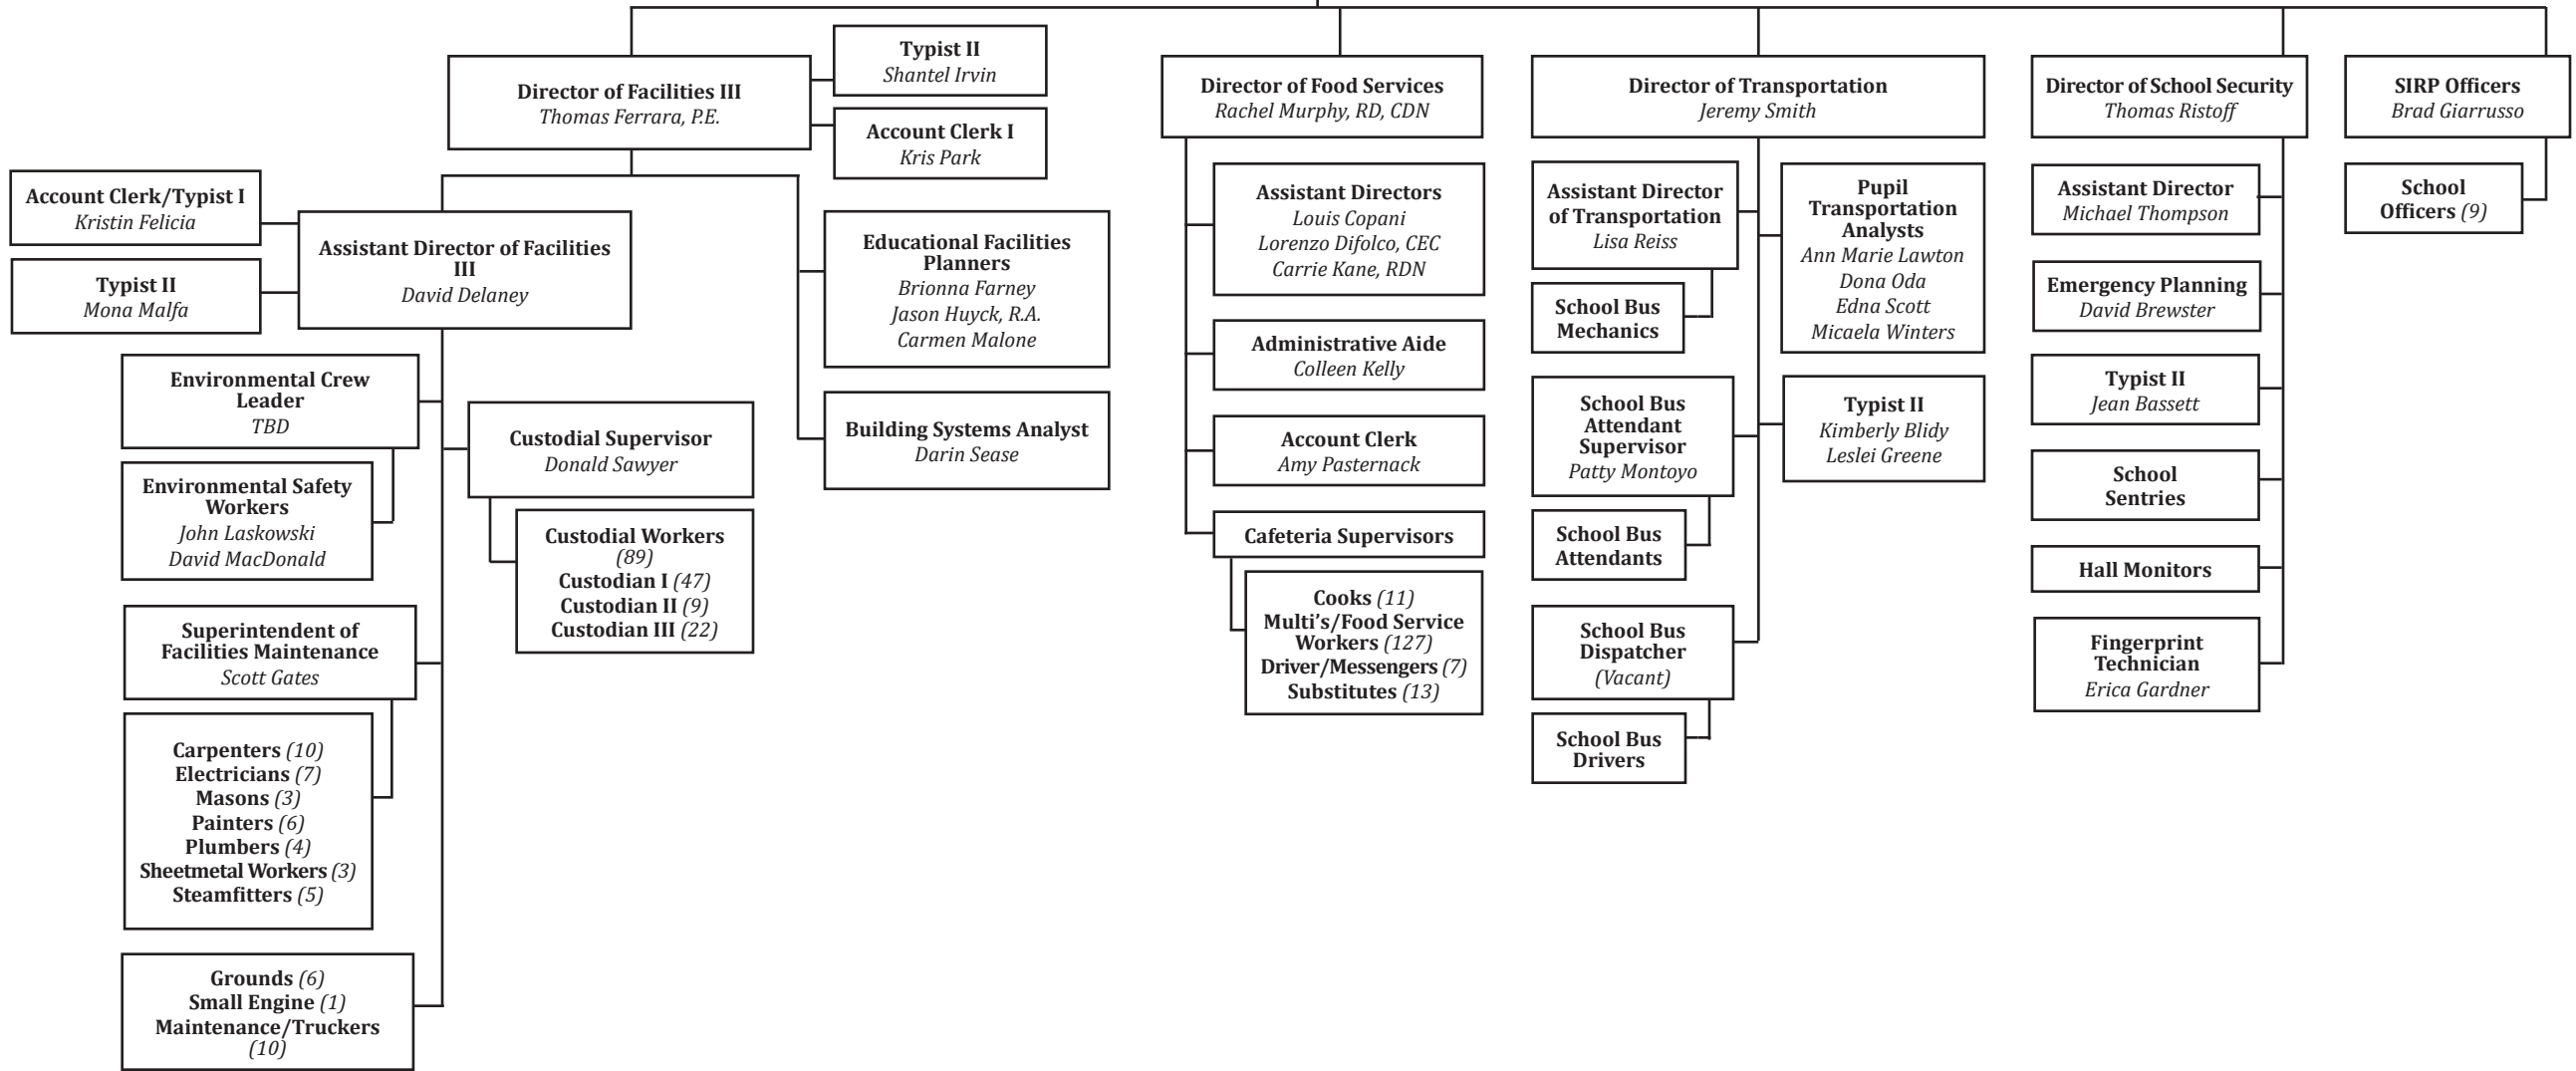 Typist II
Shantel Irvin
Director of Facilities III
Thomas Ferrara, P.E.
Account Clerk I
Kris Park
Account Clerk/Typist I
Kristin Felicia
Typist II
Mona Malfa
Assistant Director of Facilities
III
David Delaney
Educational Facilities
Planners
Brionna Farney
Jason Huyck, R.A.
Carmen Malone
Building Systems Analyst
Darin Sease
Environmental Crew
Leader
TBD
Environmental Safety
Workers
John Laskowski
David MacDonald
Custodial Supervisor
Donald Sawyer
Custodial Workers
(89)
Custodian I (47)
Custodian II (9)
Custodian III (22)
Superintendent of
Facilities Maintenance
Scott Gates
Carpenters (10)
Electricians (7)
Masons (3)
Painters (6)
Plumbers (4)
Sheetmetal Workers (3)
Steamfitters (5)
Grounds (6)
Small Engine (1)
Maintenance/Truckers
(10)
Director of Food Services
Rachel Murphy, RD, CDN
Assistant Directors
Louis Copani
Lorenzo Difolco, CEC
Carrie Kane, RDN
Administrative Aide
Colleen Kelly
Account Clerk
Amy Pasternack
Cafeteria Supervisors
Cooks (11)
Multi's/Food Service
Workers (127)
Driver/Messengers (7)
Substitutes (13)
Director of Transportation
Jeremy Smith
Assistant Director
of Transportation
Lisa Reiss
School Bus
Mechanics
Pupil
Transportation
Analysts
Ann Marie Lawton
Dona Oda
Edna Scott
Micaela Winters
School Bus
Attendant
Supervisor
Patty Montoyo
School Bus
Attendants
Typist II
Kimberly Blidy
Leslei Greene
School Bus
Dispatcher
(Vacant)
School Bus
Drivers
Director of School Security
Thomas Ristoff
Assistant Director
Michael Thompson
Emergency Planning
David Brewster
Typist II
Jean Bassett
School
Sentries
Hall Monitors
Fingerprint
Technician
Erica Gardner
SIRP Officers
Brad Giarrusso
School
Officers (9)